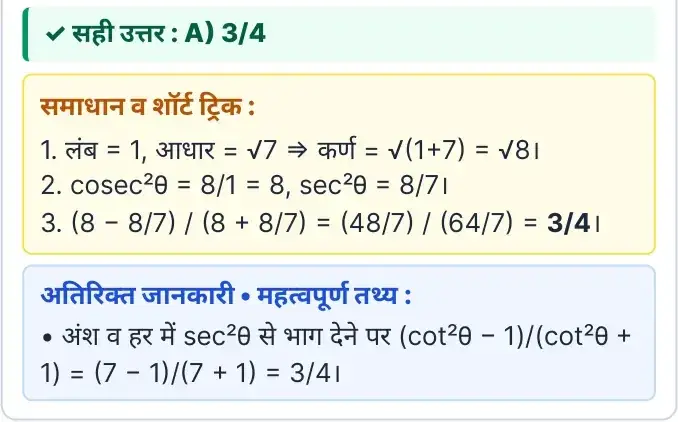 ✓ सही उत्तर : A) 3/4
समाधान व शॉर्ट ट्रिक :
1. लंब = 1, आधार = √7 ⇒ कर्ण = √(1+7) = √8।
2. cosec²θ = 8/1 = 8, sec²θ = 8/7।
3. (8 − 8/7) / (8 + 8/7) = (48/7) / (64/7) = 3/4।
अतिरिक्त जानकारी • महत्वपूर्ण तथ्य :
• अंश व हर में sec²θ से भाग देने पर (cot²θ − 1)/(cot²θ +
1) = (7 − 1)/(7 + 1) = 3/4।